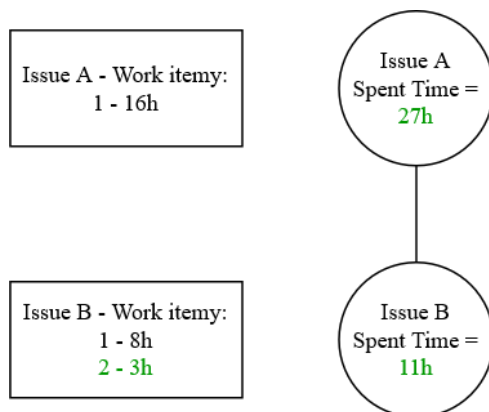 Issue A - Work itemy:
1 - 16h
Issue A
Spent Time =
27h
Issue B - Work itemy:
1 - 8h
2 - 3h
Issue B
Spent Time =
11h